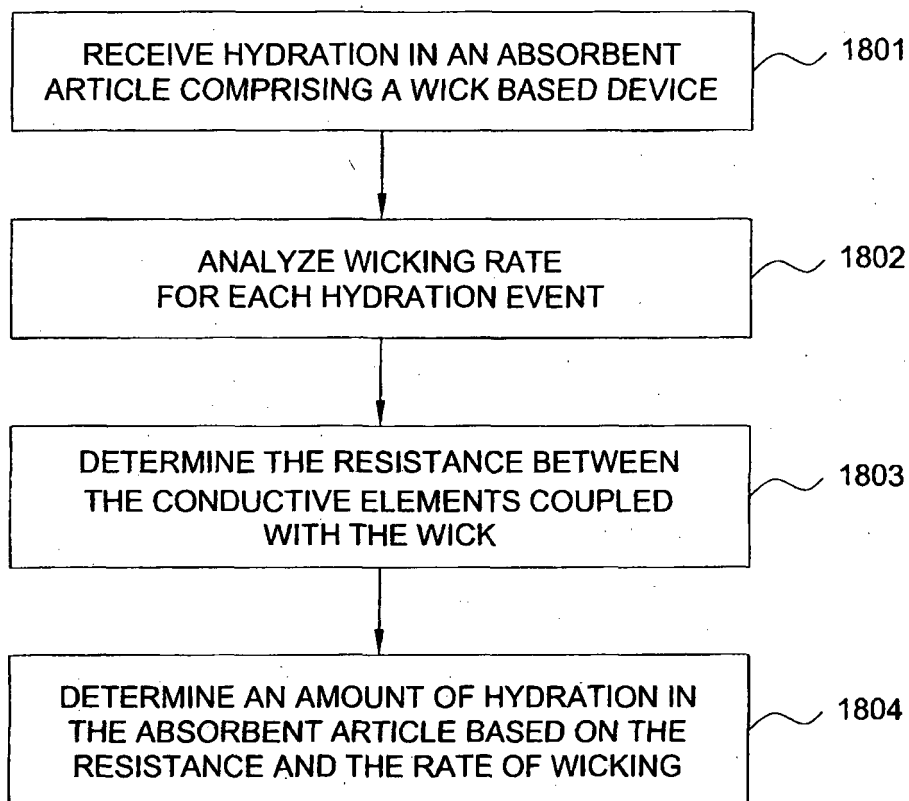 RECEIVE HYDRATION IN AN ABSORBENT
ARTICLE COMPRISING A WICK BASED DEVICE
1801
ANALYZE WICKING RATE
FOR EACH HYDRATION EVENT
1802
DETERMINE THE RESISTANCE BETWEEN
THE CONDUCTIVE ELEMENTS COUPLED
WITH THE WICK
1803
DETERMINE AN AMOUNT OF HYDRATION IN
THE ABSORBENT ARTICLE BASED ON THE
RESISTANCE AND THE RATE OF WICKING
1804